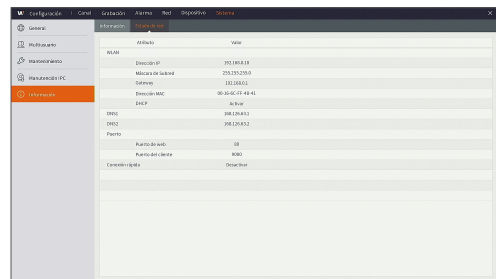 W Configuración | Canal Grabación Alarma Red Dispositivo Sistema ×
General
Multiusuario
Mantenimiento
Manutención IPC
Información
Información Estado de red
Atributo Valor
WLAN
Dirección IP 192.168.0.10
Máscara de Subred 255.255.255.0
Gateway 192.168.0.1
Dirección MAC 00-16-6C-FF-40-41
DHCP Activar
DNS1 168.126.63.1
DNS2 168.126.63.2
Puerto
Puerto de web 80
Puerto del cliente 9000
Conexión rápida Desactivar